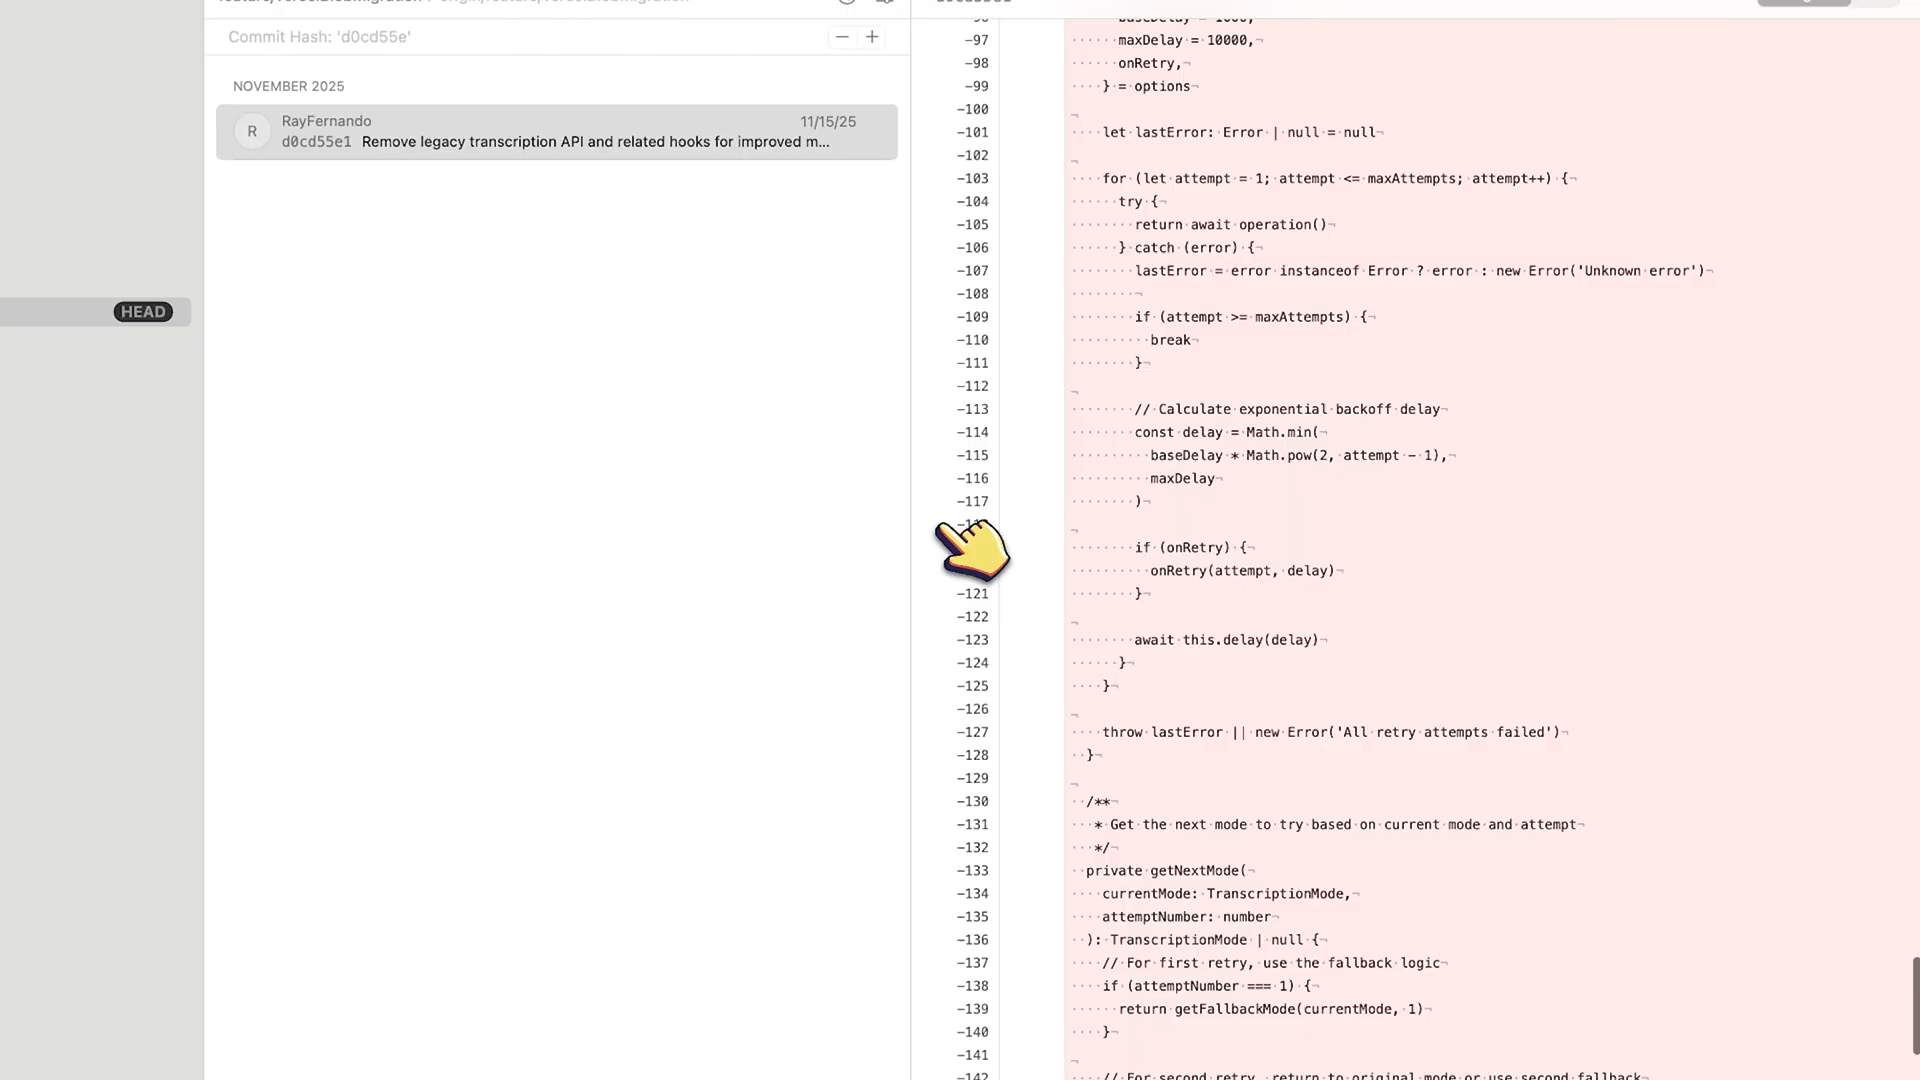 Commit Hash: 'd0cd55e'
NOVEMBER 2025
R
RayFernando
11/15/25
d0cd55e1 Remove legacy transcription API and related hooks for improved m...
HEAD
-97 maxDelay = 10000,
-98 onRetry,
-99 } = options
-100
-101 let lastError: Error | null = null
-102
-103 for (let attempt = 1; attempt <= maxAttempts; attempt++) {
-104 try {
-105 return await operation()
-106 } catch (error) {
-107 lastError = error instanceof Error ? error : new Error('Unknown error')
-108
-109 if (attempt >= maxAttempts) {
-110 break
-111 }
-112
-113 // Calculate exponential backoff delay
-114 const delay = Math.min(
-115 baseDelay * Math.pow(2, attempt - 1),
-116 maxDelay
-117 )
if (onRetry) {
onRetry(attempt, delay)
-121 }
-122
-123 await this.delay(delay)
-124 }
-125 }
-126
-127 throw lastError || new Error('All retry attempts failed')
-128 }
-129
-130 /**
-131 * Get the next mode to try based on current mode and attempt
-132 */
-133 private getNextMode(
-134 currentMode: TranscriptionMode,
-135 attemptNumber: number
-136 ): TranscriptionMode | null {
-137 // For first retry, use the fallback logic
-138 if (attemptNumber === 1) {
-139 return getFallbackMode(currentMode, 1)
-140 }
-141
-142 // For second retry, return to original mode or use second fallback